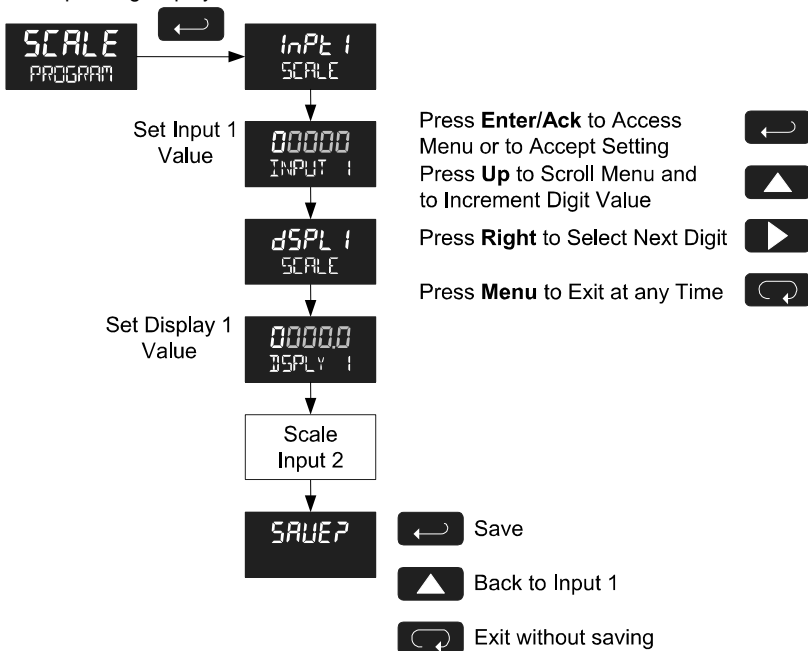 SCALE
PROGRAM
InPt 1
SCALE
Set Input 1
Value
00000
INPUT 1
Press Enter/Ack to Access
Menu or to Accept Setting
Press Up to Scroll Menu and
to Increment Digit Value
dSPL 1
SCALE
Press Right to Select Next Digit
Press Menu to Exit at any Time
Set Display 1
Value
0000.0
DSPLY 1
Scale
Input 2
SAVE?
Save
Back to Input 1
Exit without saving